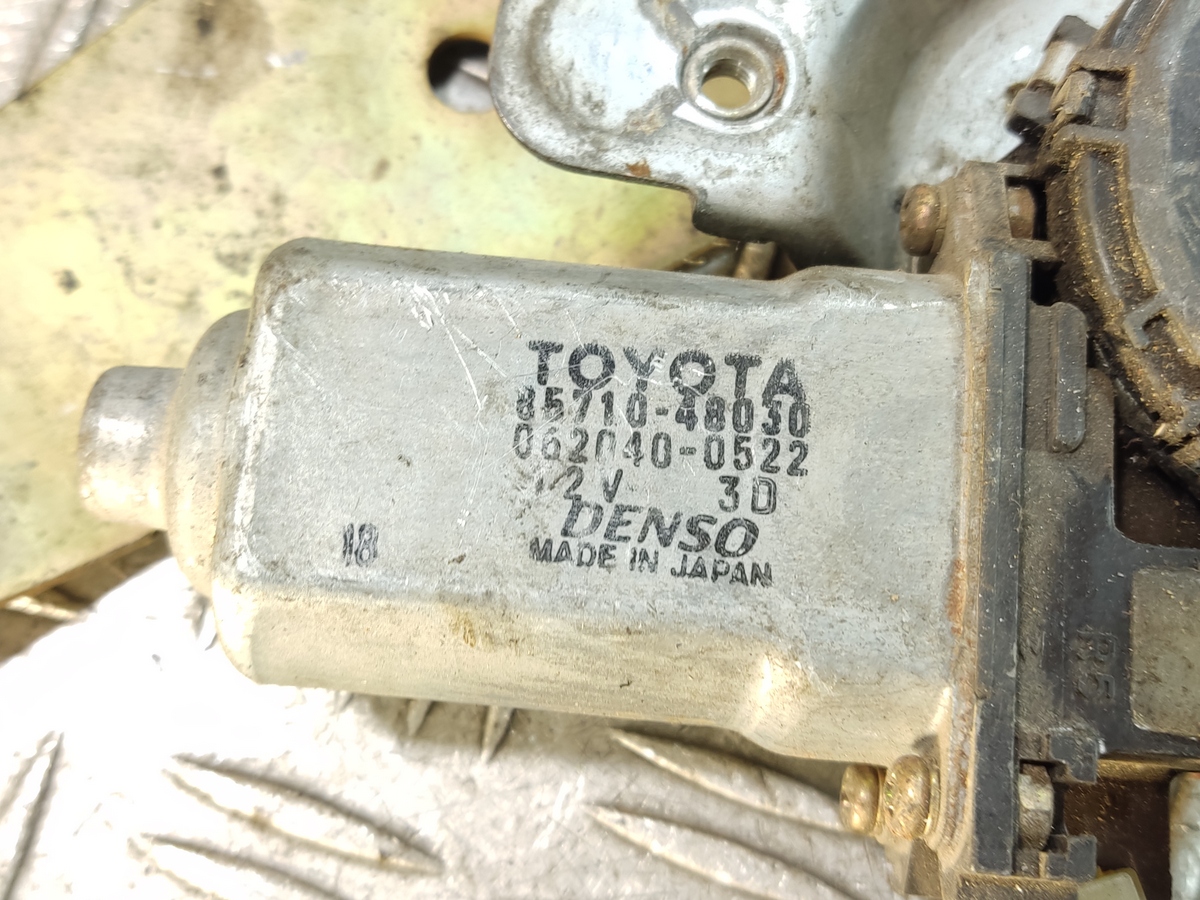 TOYOTA
85710-48030
062040-0522
12V 3D
DENSO
MADE IN JAPAN
18